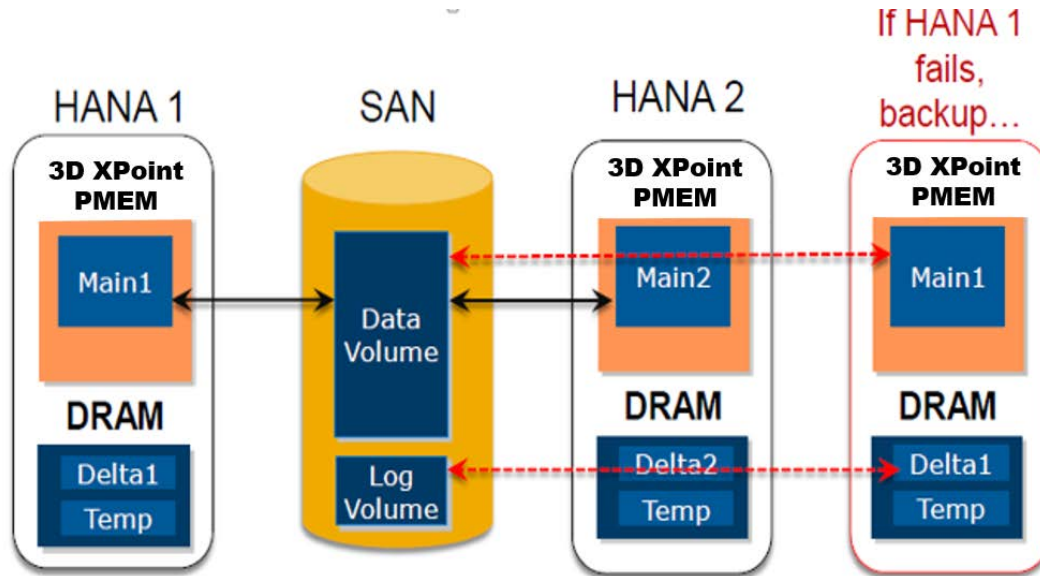 HANA 1
3D XPoint
PMEM
Main1
DRAM
Delta1
Temp
SAN
Data
Volume
Log
Volume
HANA 2
3D XPoint
PMEM
Main2
DRAM
Delta2
Temp
If HANA 1
fails,
backup…
3D XPoint
PMEM
Main1
DRAM
Delta1
Temp